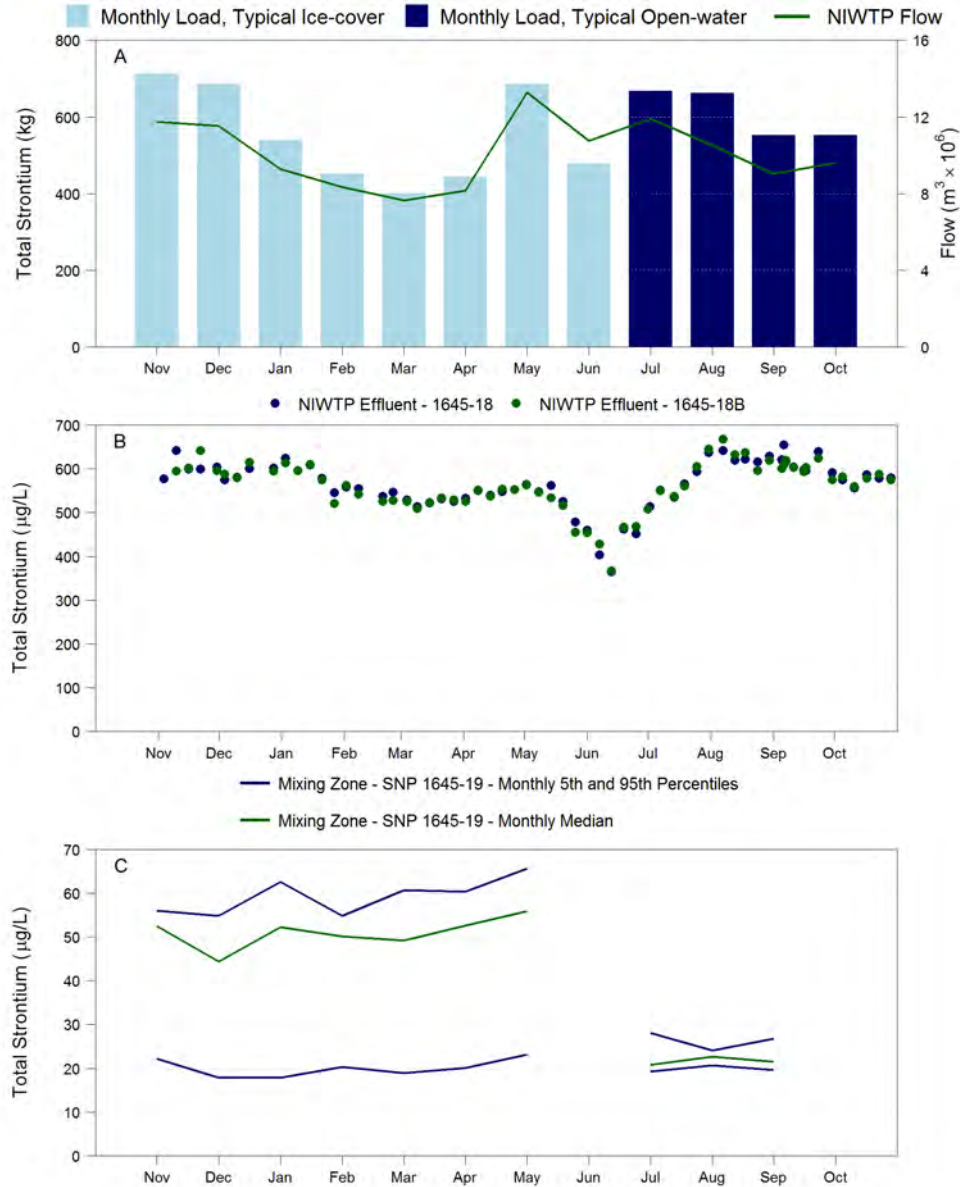 Monthly Load, Typical Ice-cover Monthly Load, Typical Open-water NIWTP Flow
A
Total Strontium (kg)
800
600
400
200
0
16
12
8
4
0
Flow (m³ × 10⁶)
Nov Dec Jan Feb Mar Apr May Jun Jul Aug Sep Oct
NIWTP Effluent - 1645-18 NIWTP Effluent - 1645-18B
B
Total Strontium (µg/L)
700
600
500
400
300
200
100
0
Nov Dec Jan Feb Mar Apr May Jun Jul Aug Sep Oct
Mixing Zone - SNP 1645-19 - Monthly 5th and 95th Percentiles
Mixing Zone - SNP 1645-19 - Monthly Median
C
Total Strontium (µg/L)
70
60
50
40
30
20
10
0
Nov Dec Jan Feb Mar Apr May Jun Jul Aug Sep Oct